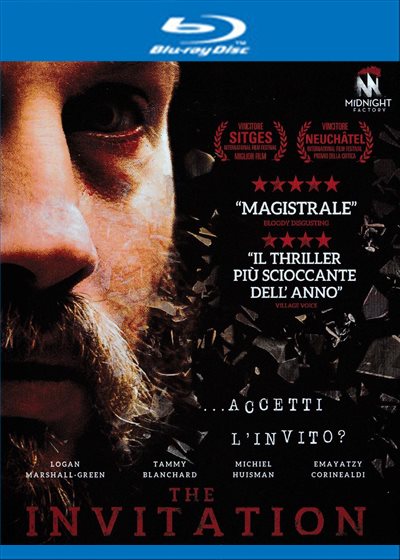 Blu-ray Disc
TM
MIDNIGHT
FACTORY
VINCITORE
SITGES
INTERNATIONAL FILM FESTIVAL
MIGLIOR FILM
VINCITORE
NEUCHÂTEL
INTERNATIONAL FILM FESTIVAL
PREMIO DELLA CRITICA
“MAGISTRALE”
BLOODY DISGUSTING
“IL THRILLER
PIÙ SCIOCCANTE
DELL’ANNO”
VILLAGE VOICE
...ACCETTI
L'INVITO?
LOGAN
MARSHALL-GREEN
TAMMY
BLANCHARD
MICHIEL
HUISMAN
EMAYATZY
CORINEALDI
THE
INVITATION